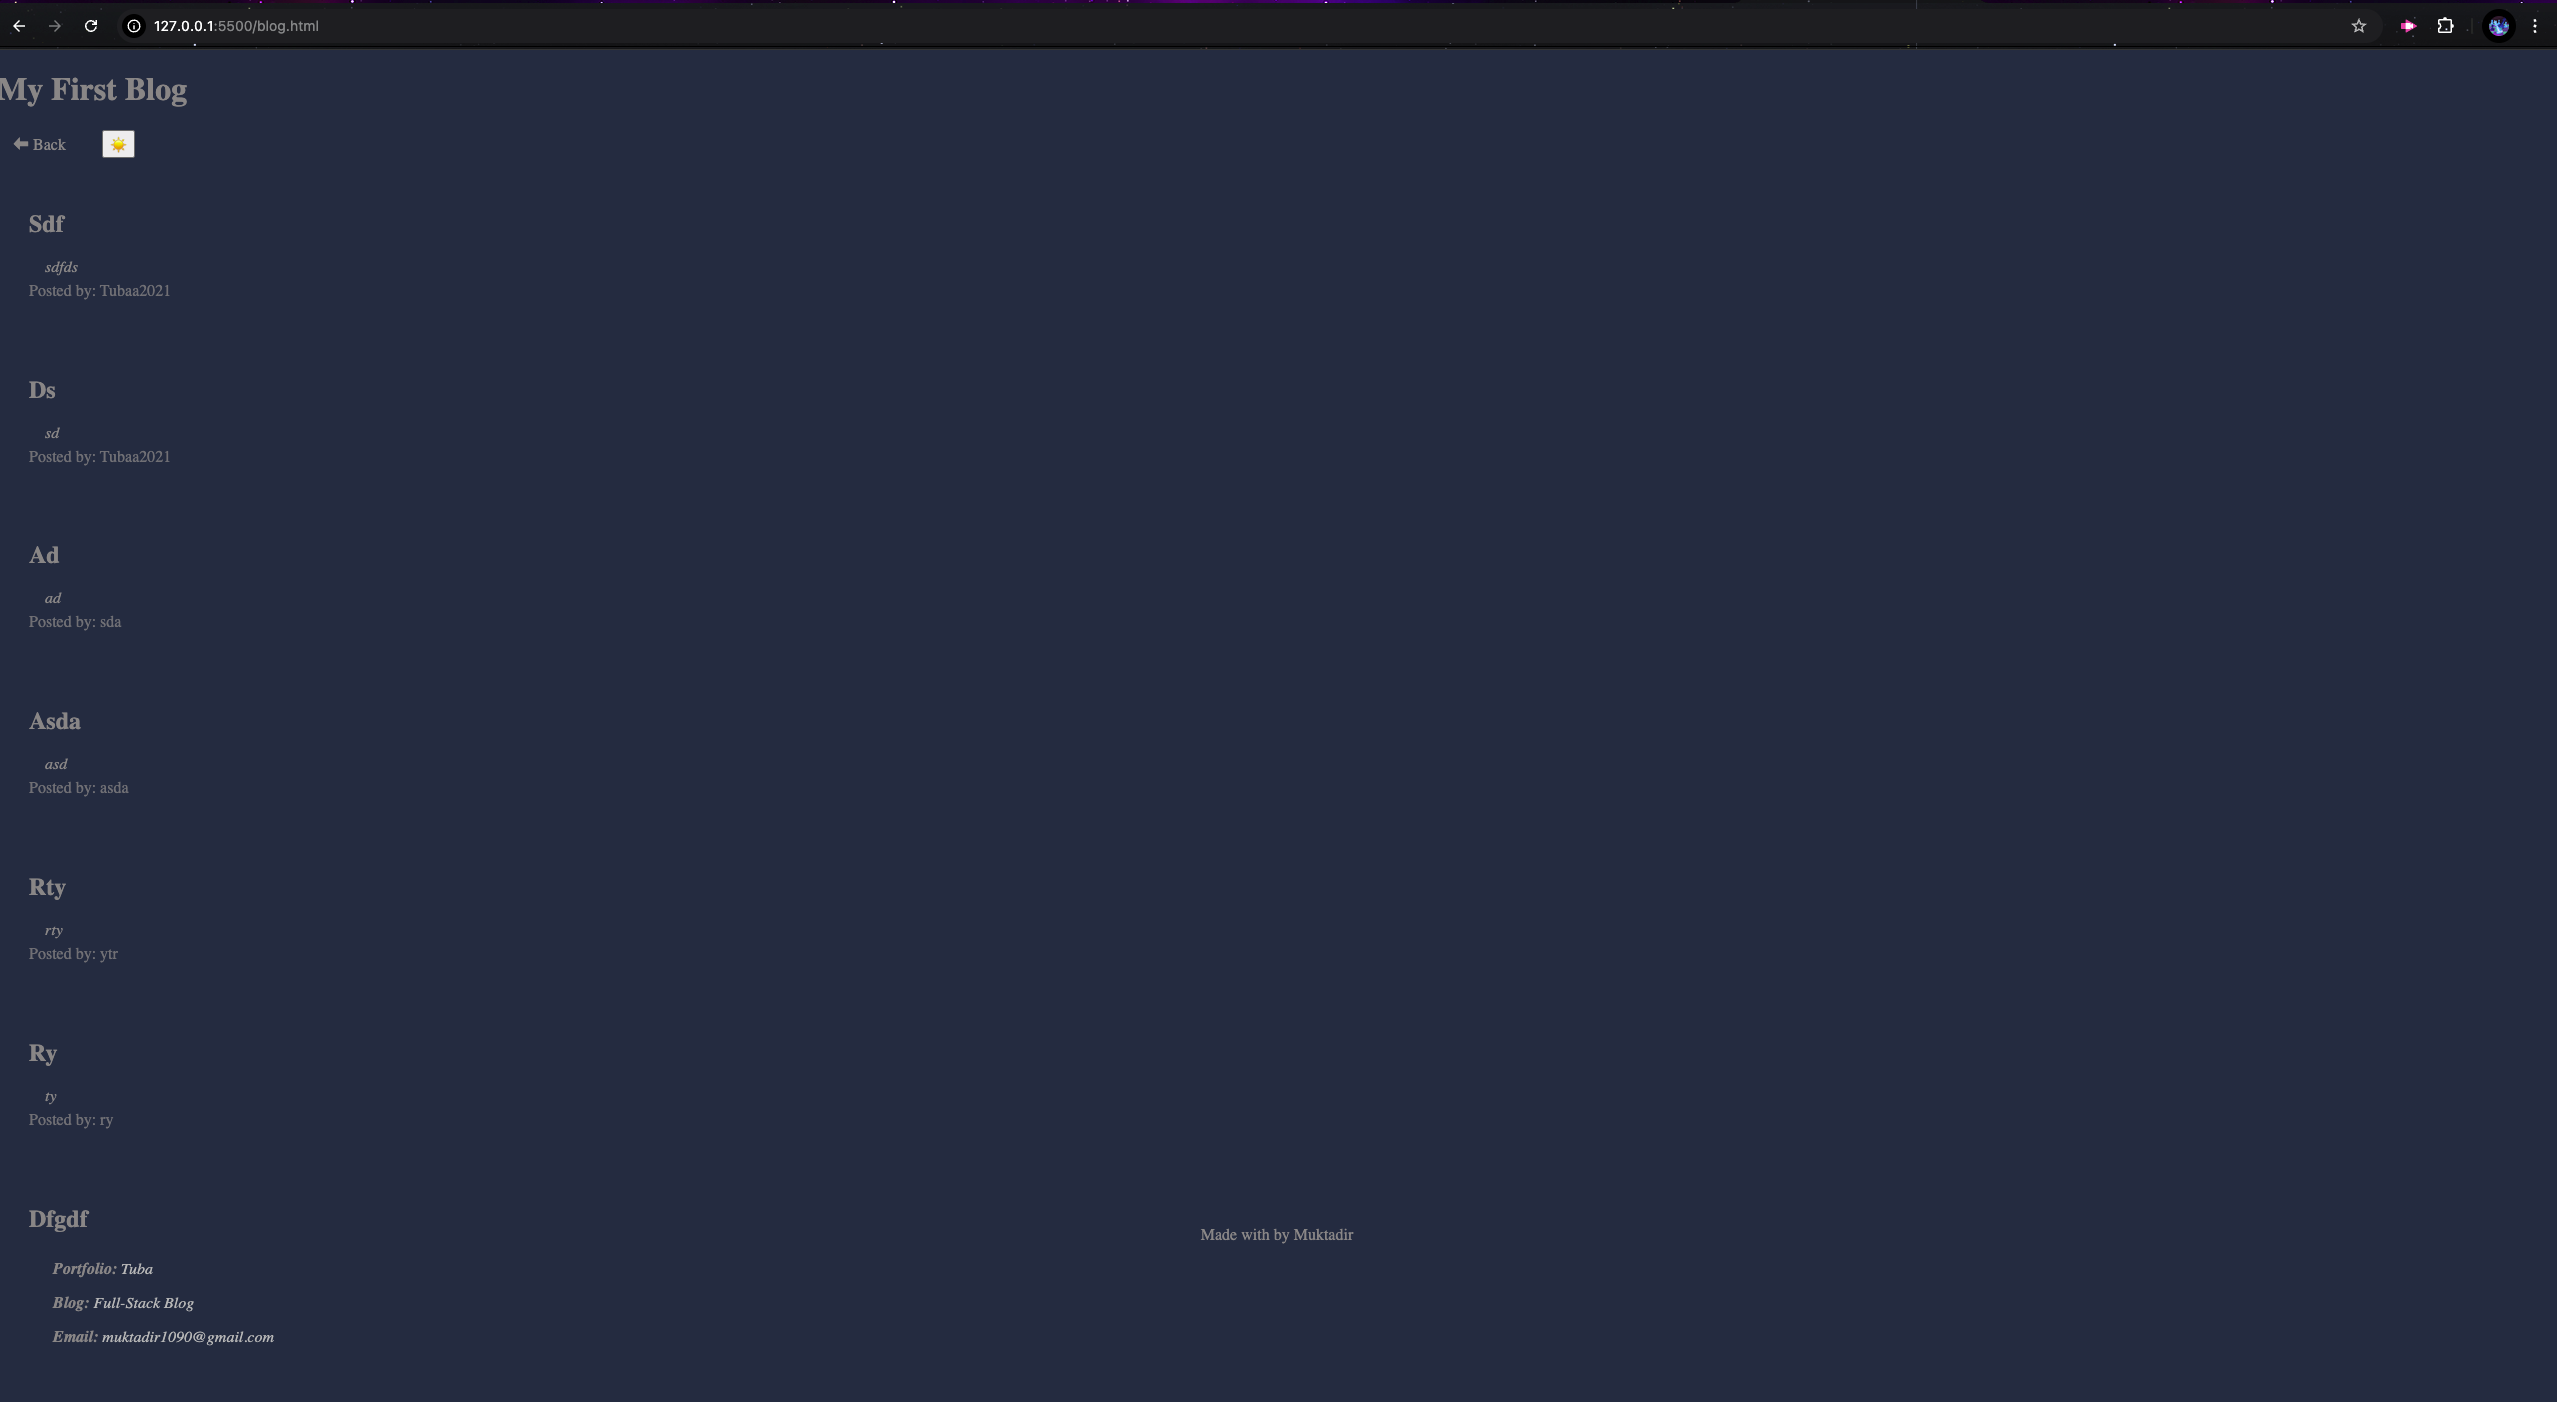 127.0.0.1:5500/blog.html
My First Blog
⬅ Back
Sdf
sdfds
Posted by: Tubaa2021
Ds
sd
Posted by: Tubaa2021
Ad
ad
Posted by: sda
Asda
asd
Posted by: asda
Rty
rty
Posted by: ytr
Ry
ty
Posted by: ry
Dfgdf
Made with by Muktadir
Portfolio: Tuba
Blog: Full-Stack Blog
Email: muktadir1090@gmail.com